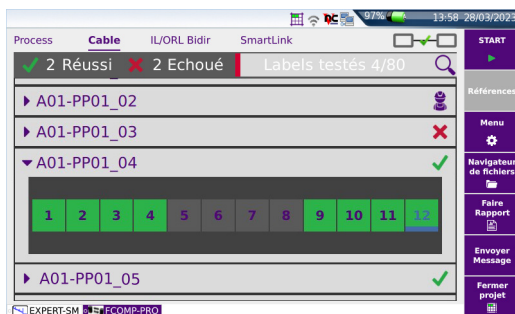 97% 13:58 28/03/2023
Process Cable IL/ORL Bidir SmartLink
2 Réussi 2 Echoué Labels testés 4/80
A01-PP01_02
A01-PP01_03
A01-PP01_04
1 2 3 4 5 6 7 8 9 10 11 12
A01-PP01_05
EXPERT-SM FCOMP-PRO
START
Références
Menu
Navigateur
de fichiers
Faire
Rapport
Envoyer
Message
Fermer
projet